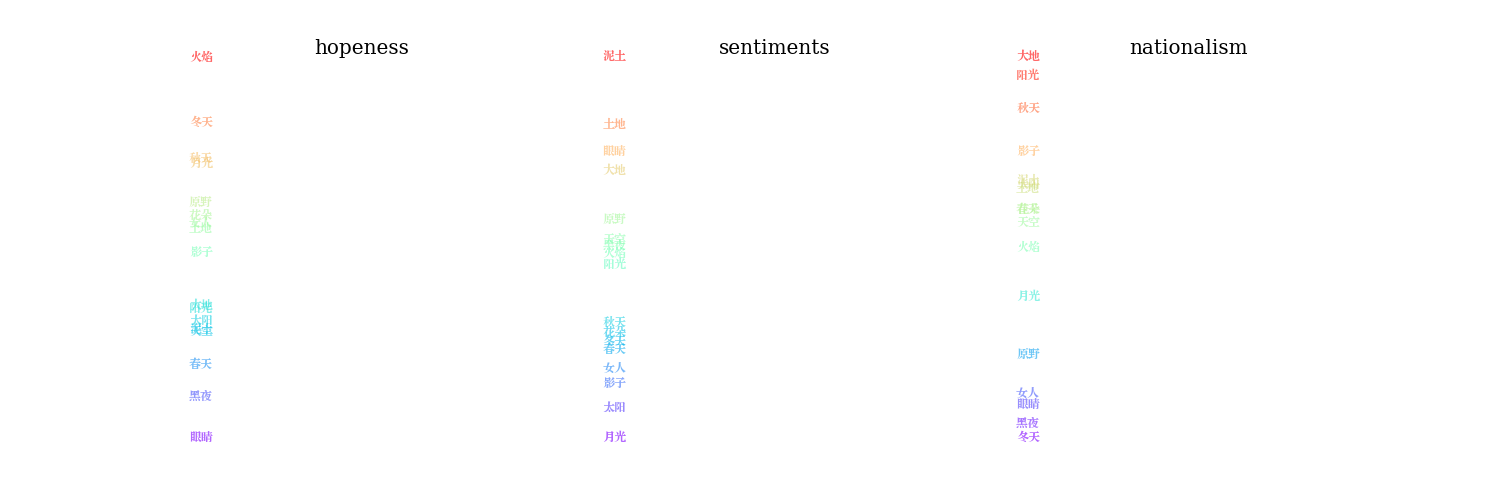 hopeness
火焰
冬天
秋天
月光
原野
花朵
女人
土地
影子
大地
阳光
太阳
泥土
天空
春天
黑夜
眼睛
sentiments
泥土
土地
眼睛
大地
原野
天空
黑夜
火焰
阳光
秋天
花朵
冬天
春天
女人
影子
太阳
月光
nationalism
大地
阳光
秋天
影子
泥土
太阳
土地
春天
花朵
天空
火焰
月光
原野
女人
眼睛
黑夜
冬天